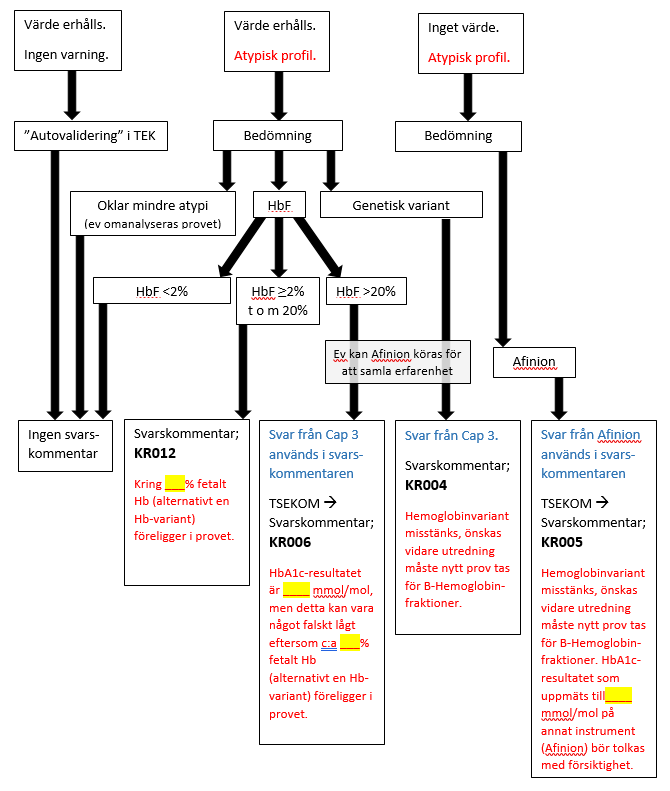 Värde erhålls.
Ingen varning.
Värde erhålls.
Atypisk profil.
Inget värde.
Atypisk profil.
”Autovalidering” i TEK
Bedömning
Bedömning
Oklar mindre atypi
(ev omanalyseras provet)
HbF
Genetisk variant
HbF <2%
HbF ≥2%
t o m 20%
HbF >20%
Ev kan Afinion köras för
att samla erfarenhet
Afinion
Ingen svars-
kommentar
Svarskommentar;
KR012
Kring ___% fetalt
Hb (alternativt en
Hb-variant)
föreligger i provet.
Svar från Cap 3
används i svars-
kommentaren
TSEKOM →
Svarskommentar;
KR006
HbA1c-resultatet
är ____ mmol/mol,
men detta kan vara
något falskt lågt
eftersom c:a ___%
fetalt Hb
(alternativt en Hb-
variant) föreligger i
provet.
Svar från Cap 3.
Svarskommentar;
KR004
Hemoglobinvariant
misstänks, önskas
vidare utredning
måste nytt prov tas
för B-Hemoglobin-
fraktioner.
Svar från Afinion
används i svars-
kommentaren
TSEKOM →
Svarskommentar;
KR005
Hemoglobinvariant
misstänks, önskas
vidare utredning
måste nytt prov tas
för B-Hemoglobin-
fraktioner. HbA1c-
resultatet som
uppmäts till____
mmol/mol på
annat instrument
(Afinion) bör tolkas
med försiktighet.